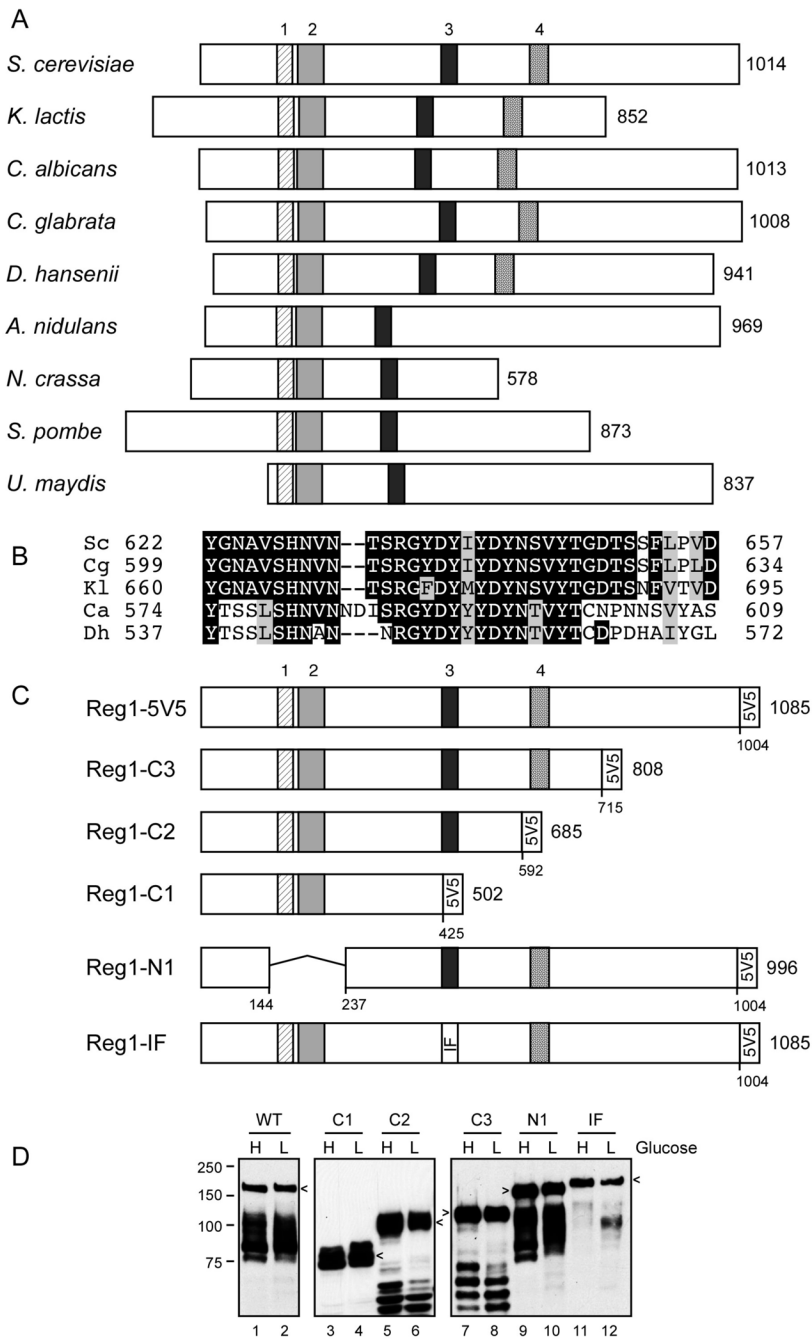 A
1 2 3 4
S. cerevisiae 1014
K. lactis 852
C. albicans 1013
C. glabrata 1008
D. hansenii 941
A. nidulans 969
N. crassa 578
S. pombe 873
U. maydis 837
B
Sc 622 YGNAVSHNVN--TSRGYDYIYDYNSVYTGDTSSFLPVD 657
Cg 599 YGNAVSHNVN--TSRGYDYIYDYNSVYTGDTSSFLPLD 634
Kl 660 YGNAVSHNVN--TSRGFDYMYDYNSVYTGDTSNFVTVD 695
Ca 574 YTSSLSHNVNNDISRGYDYYYDYNTVYTCNPNNSVYAS 609
Dh 537 YTSSLSHNAN---NRGYDYYYDYNTVYTCDPDHAIYGL 572
C
1 2 3 4
Reg1-5V5 5V5 1085
1004
Reg1-C3 5V5 808
715
Reg1-C2 5V5 685
592
Reg1-C1 5V5 502
425
Reg1-N1 5V5 996
144 237 1004
Reg1-IF IF 5V5 1085
1004
D
WT C1 C2 C3 N1 IF
H L H L H L H L H L H L Glucose
250
150
100
75
< < < > > <
1 2 3 4 5 6 7 8 9 10 11 12